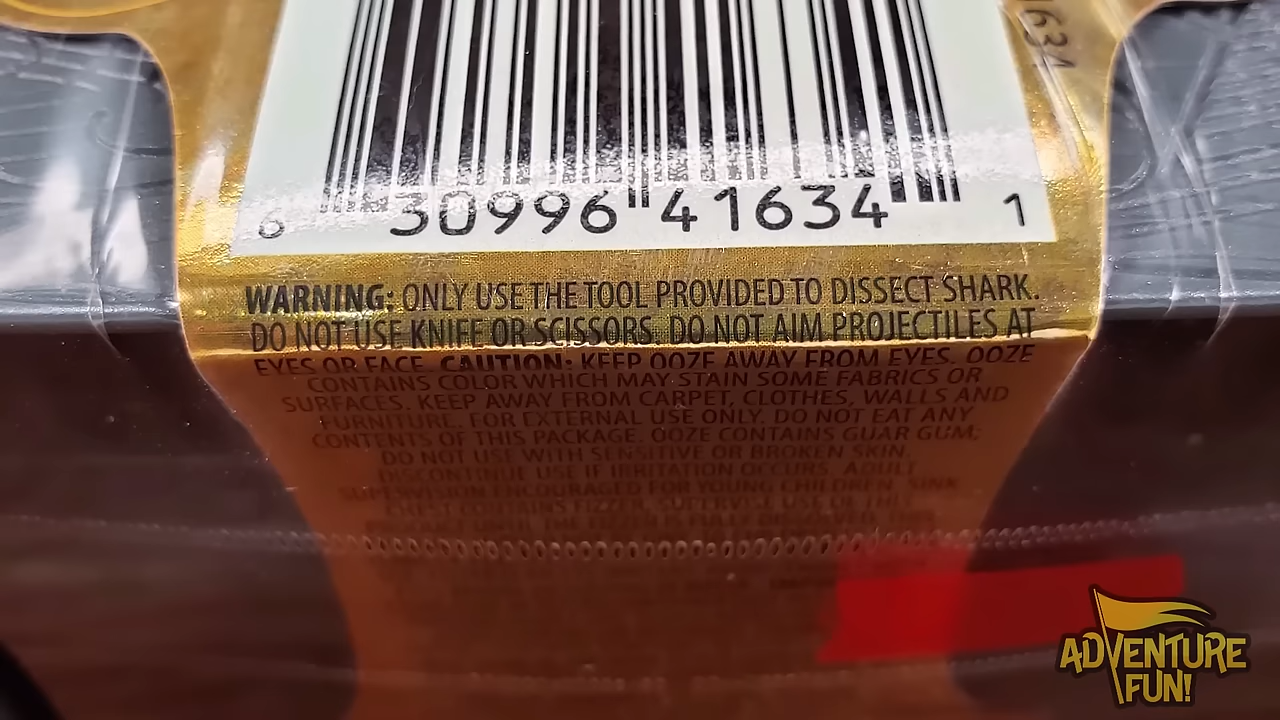 1634
6 30996 41634 1
WARNING: ONLY USE THE TOOL PROVIDED TO DISSECT SHARK.
DO NOT USE KNIFE OR SCISSORS. DO NOT AIM PROJECTILES AT
EYES OR FACE. CAUTION: KEEP OOZE AWAY FROM EYES. OOZE
CONTAINS COLOR WHICH MAY STAIN SOME FABRICS OR
SURFACES. KEEP AWAY FROM CARPET, CLOTHES, WALLS AND
FURNITURE. FOR EXTERNAL USE ONLY. DO NOT EAT ANY
CONTENTS OF THIS PACKAGE. OOZE CONTAINS GUAR GUM;
DO NOT USE WITH SENSITIVE OR BROKEN SKIN.
DISCONTINUE USE IF IRRITATION OCCURS. ADULT
SUPERVISION ENCOURAGED FOR YOUNG CHILDREN. SINK
CONTAINS FIZZER. SUPERVISE USE OF THE
ADVENTURE
FUN!